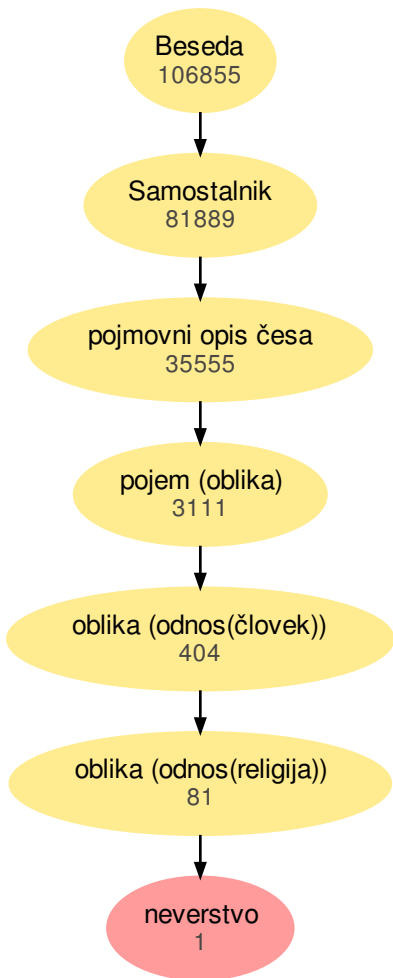 Beseda
106855
Samostalnik
81889
pojmovni opis česa
35555
pojem (oblika)
3111
oblika (odnos(človek))
404
oblika (odnos(religija))
81
neverstvo
1